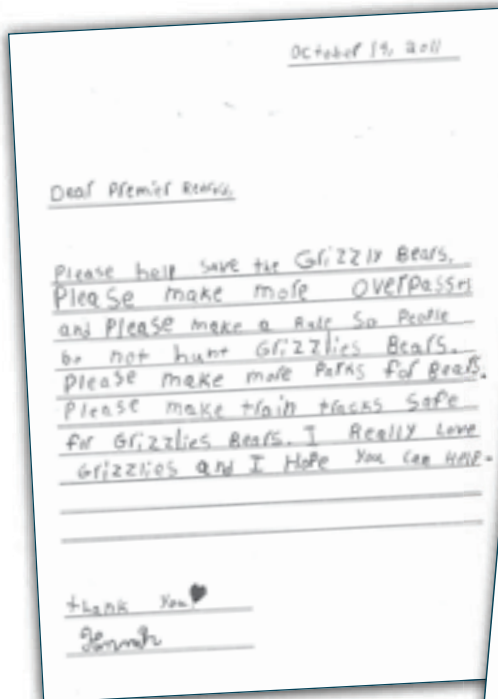 October 19, 2011
Dear Premier
Please help save the Grizzly Bears.
Please make more overpasses
and Please make a Rule So People
do not hunt Grizzlies Bears.
Please make more Parks for Bears.
Please make train tracks Safe
for Grizzlies Bears. I Really Love
Grizzlies and I Hope You can HELP.
thank You